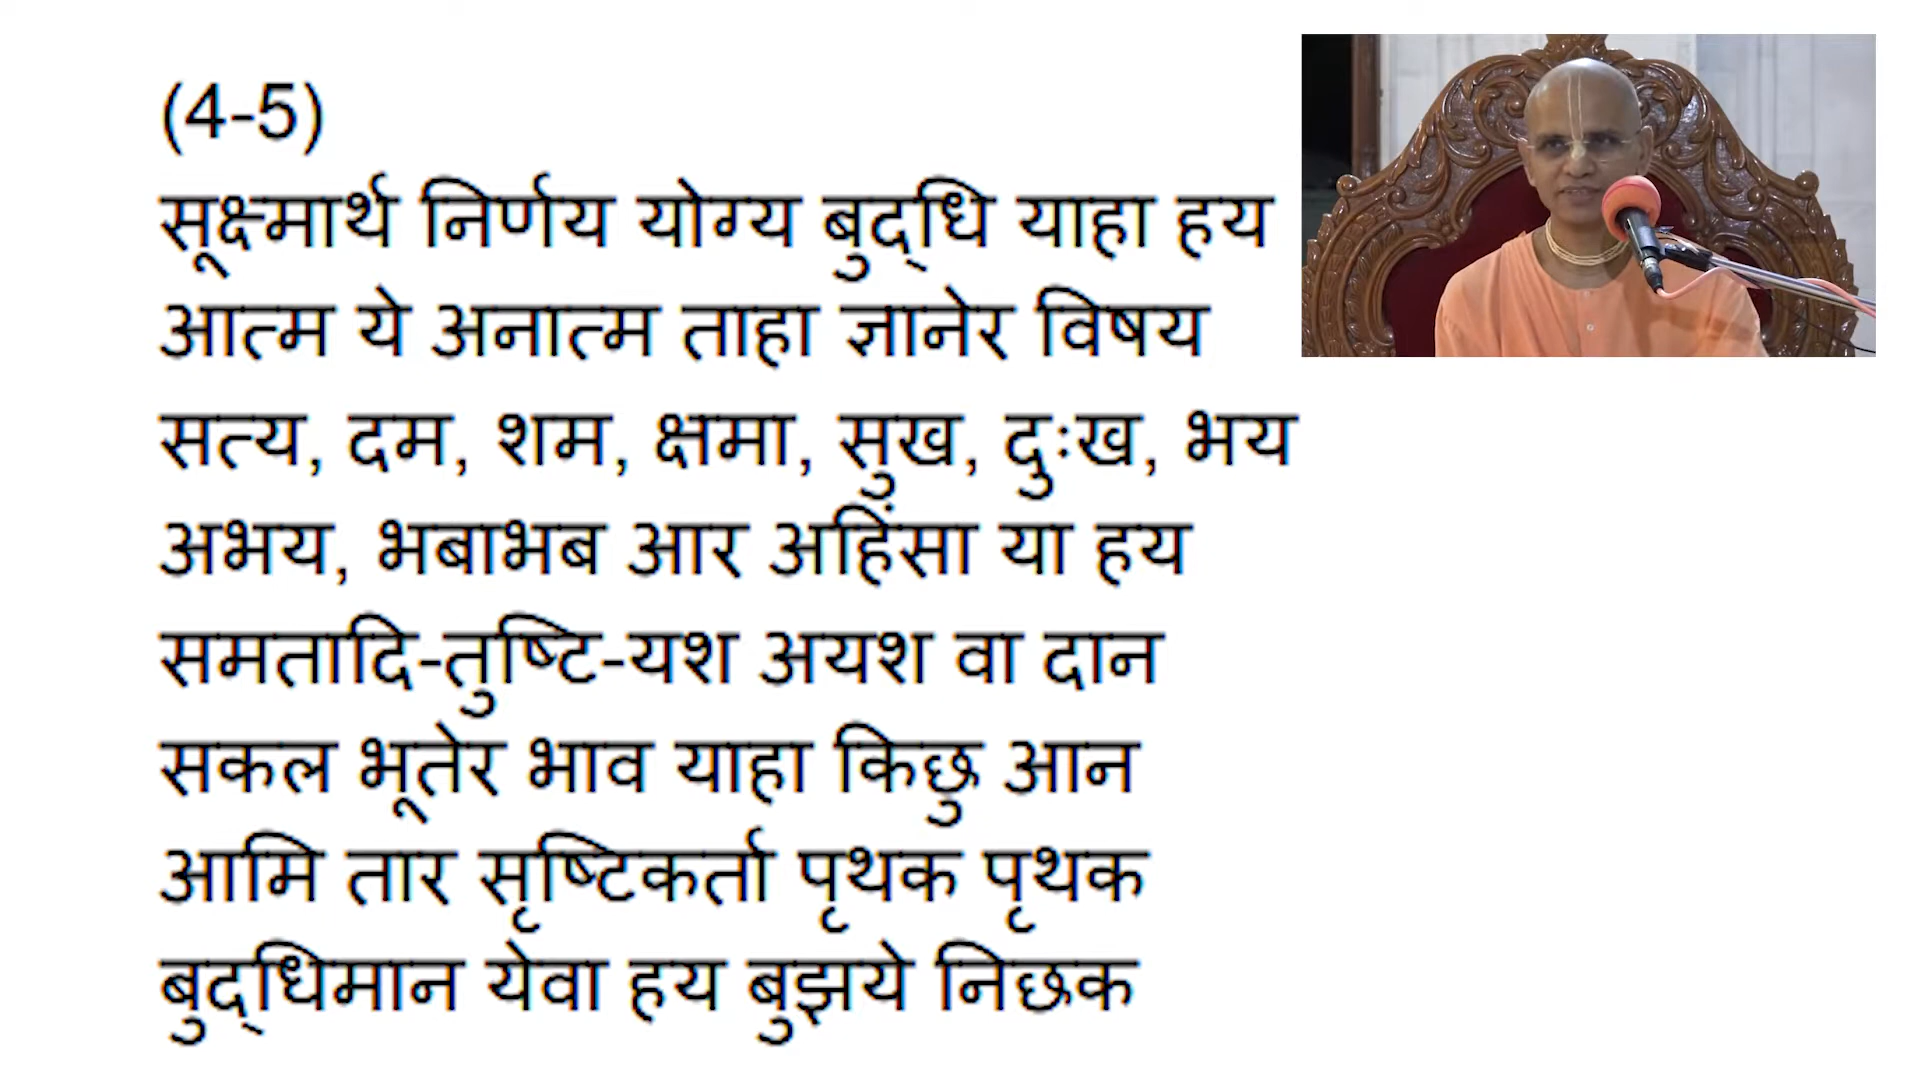 (4-5)
सूक्ष्मार्थ निर्णय योग्य बुद्धि याहा हय
आत्म ये अनात्म ताहा ज्ञानेर विषय
सत्य, दम, शम, क्षमा, सुख, दुःख, भय
अभय, भबाभब आर अहिंसा या हय
समतादि-तुष्टि-यश अयश वा दान
सकल भूतेर भाव याहा किछु आन
आमि तार सृष्टिकर्ता पृथक पृथक
बुद्धिमान येवा हय बुझये निछक